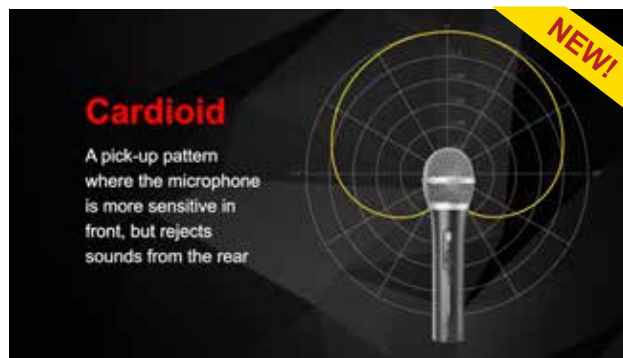 NEW!
Cardioid
A pick-up pattern
where the microphone
is more sensitive in
front, but rejects
sounds from the rear